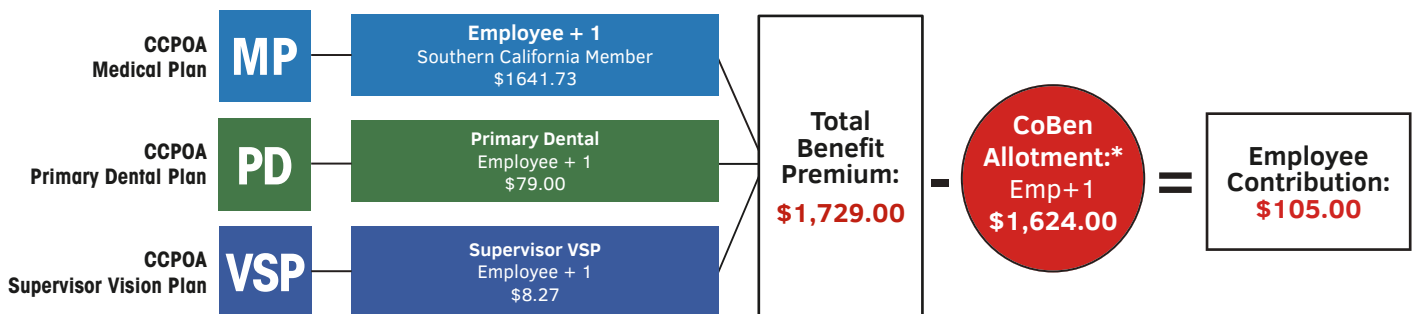 CCPOA
Medical Plan
MP
Employee + 1
Southern California Member
$1641.73
CCPOA
Primary Dental Plan
PD
Primary Dental
Employee + 1
$79.00
CCPOA
Supervisor Vision Plan
VSP
Supervisor VSP
Employee + 1
$8.27
Total
Benefit
Premium:
$1,729.00
-
CoBen
Allotment:*
Emp+1
$1,624.00
=
Employee
Contribution:
$105.00